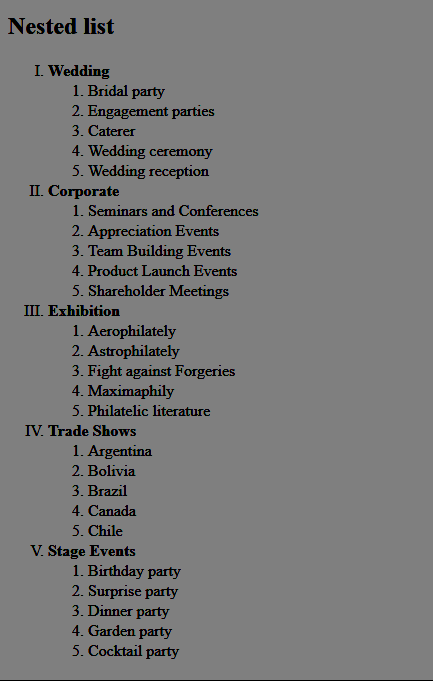 Nested list
I. Wedding
1. Bridal party
2. Engagement parties
3. Caterer
4. Wedding ceremony
5. Wedding reception
II. Corporate
1. Seminars and Conferences
2. Appreciation Events
3. Team Building Events
4. Product Launch Events
5. Shareholder Meetings
III. Exhibition
1. Aerophilately
2. Astrophilately
3. Fight against Forgeries
4. Maximaphily
5. Philatelic literature
IV. Trade Shows
1. Argentina
2. Bolivia
3. Brazil
4. Canada
5. Chile
V. Stage Events
1. Birthday party
2. Surprise party
3. Dinner party
4. Garden party
5. Cocktail party